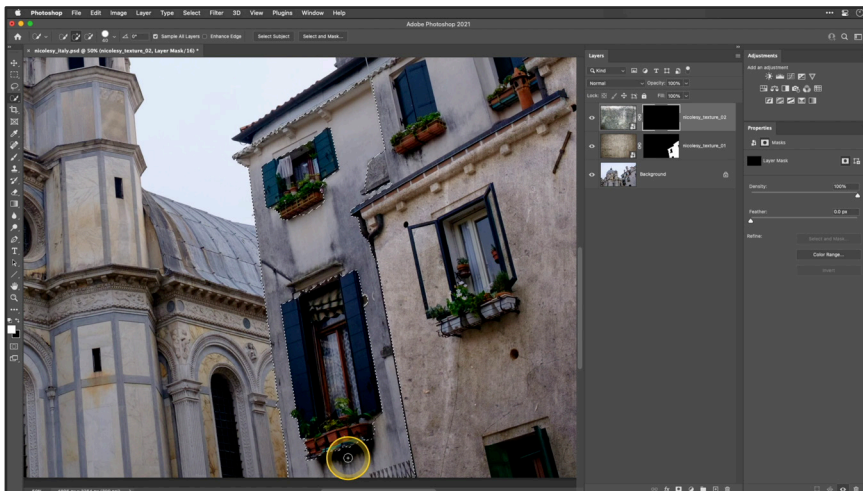 Photoshop File Edit Image Layer Type Select Filter 3D View Plugins Window Help
Adobe Photoshop 2021
0° Sample All Layers Enhance Edge Select Subject Select and Mask...
nicolesy_italy.psd @ 50% (nicolesy_texture_02, Layer Mask/16) *
Layers
Kind
Normal Opacity: 100%
Lock: Fill: 100%
nicolesy_texture_02
nicolesy_texture_01
Background
Adjustments
Add an adjustment
Properties
Masks
Layer Mask
Density: 100%
Feather: 0.0 px
Refine: Select and Mask...
Color Range...
Invert